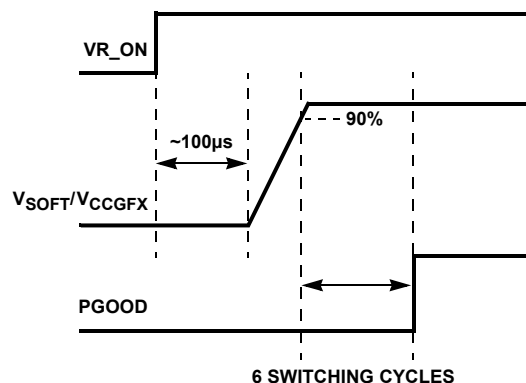 VR_ON
90%
~100µs
VSOFT/VCCGFX
PGOOD
6 SWITCHING CYCLES